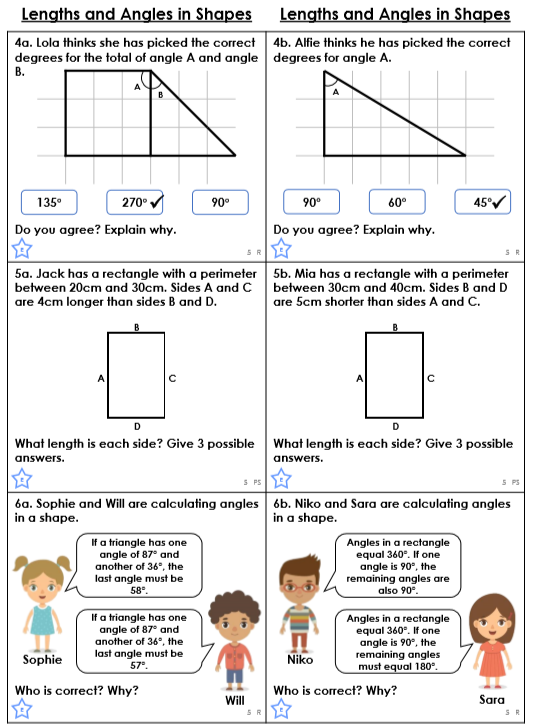 Lengths and Angles in Shapes
Lengths and Angles in Shapes
4a. Lola thinks she has picked the correct
degrees for the total of angle A and angle
B.
A
B
135°
270°
90°
Do you agree? Explain why.
E
S R
4b. Alfie thinks he has picked the correct
degrees for angle A.
A
90°
60°
45°
Do you agree? Explain why.
E
S R
5a. Jack has a rectangle with a perimeter
between 20cm and 30cm. Sides A and C
are 4cm longer than sides B and D.
B
A
C
D
What length is each side? Give 3 possible
answers.
E
S PS
5b. Mia has a rectangle with a perimeter
between 30cm and 40cm. Sides B and D
are 5cm shorter than sides A and C.
B
A
C
D
What length is each side? Give 3 possible
answers.
E
S PS
6a. Sophie and Will are calculating angles
in a shape.
If a triangle has one
angle of 87° and
another of 36°, the
last angle must be
58°.
If a triangle has one
angle of 87° and
another of 36°, the
last angle must be
57°.
Sophie
Will
Who is correct? Why?
E
S R
6b. Niko and Sara are calculating angles
in a shape.
Angles in a rectangle
equal 360°. If one
angle is 90°, the
remaining angles are
also 90°.
Angles in a rectangle
equal 360°. If one
angle is 90°, the
remaining angles
must equal 180°.
Niko
Sara
Who is correct? Why?
E
S R